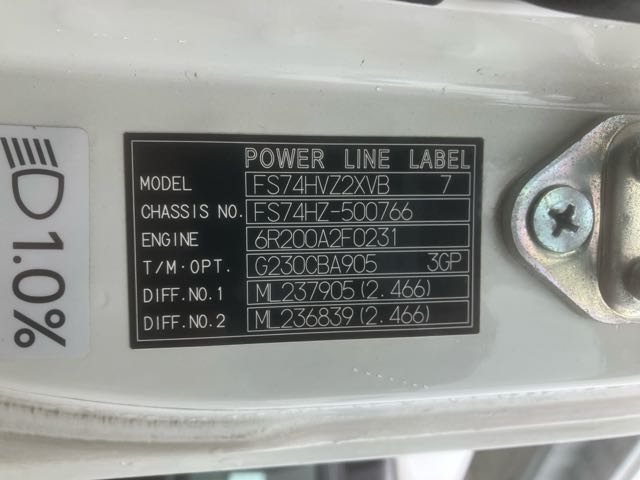 POWER LINE LABEL
MODEL FS74HVZ2XVB 7
CHASSIS NO. FS74HZ-500766
ENGINE 6R200A2F0231
T/M·OPT. G230CBA905 3GP
DIFF.NO.1 ML237905(2.466)
DIFF.NO.2 ML236839(2.466)
1.0%